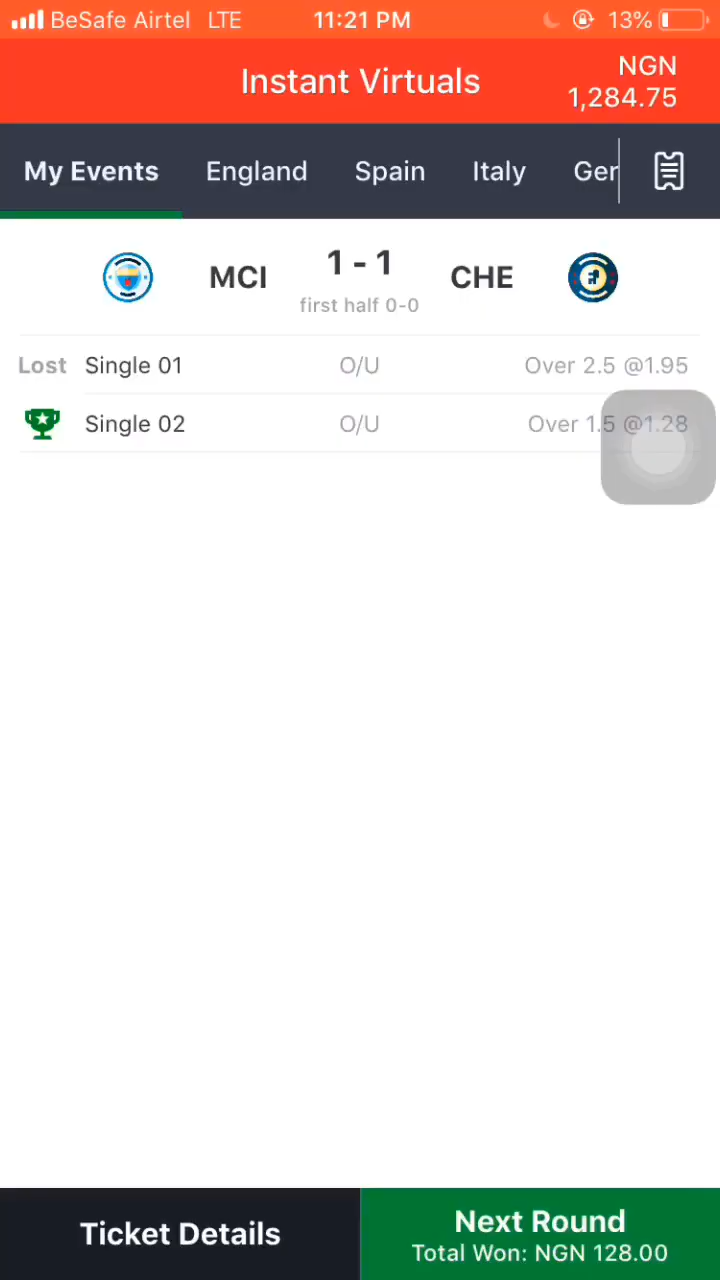 BeSafe Airtel LTE 11:21 PM 13%
Instant Virtuals
NGN
1,284.75
My Events England Spain Italy Ger
MCI 1 - 1 CHE
first half 0-0
Lost Single 01 O/U Over 2.5 @1.95
Single 02 O/U Over 1.5 @1.28
Ticket Details
Next Round
Total Won: NGN 128.00